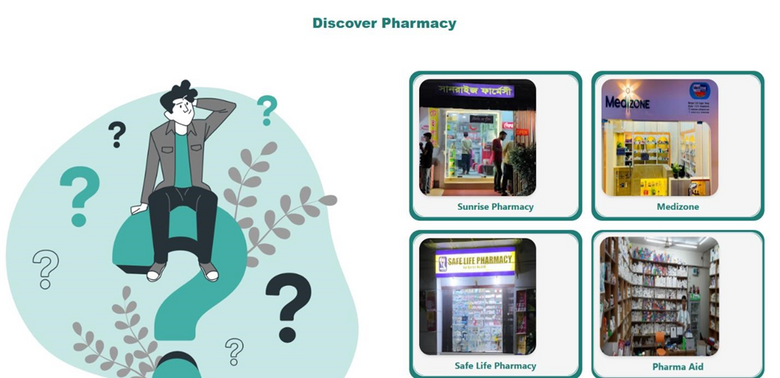 Discover Pharmacy
সানরাইজ ফার্মেসী
Sunrise Pharmacy
MediZONE
Medizone
SAFE LIFE PHARMACY
Safe Life Pharmacy
Pharma Aid